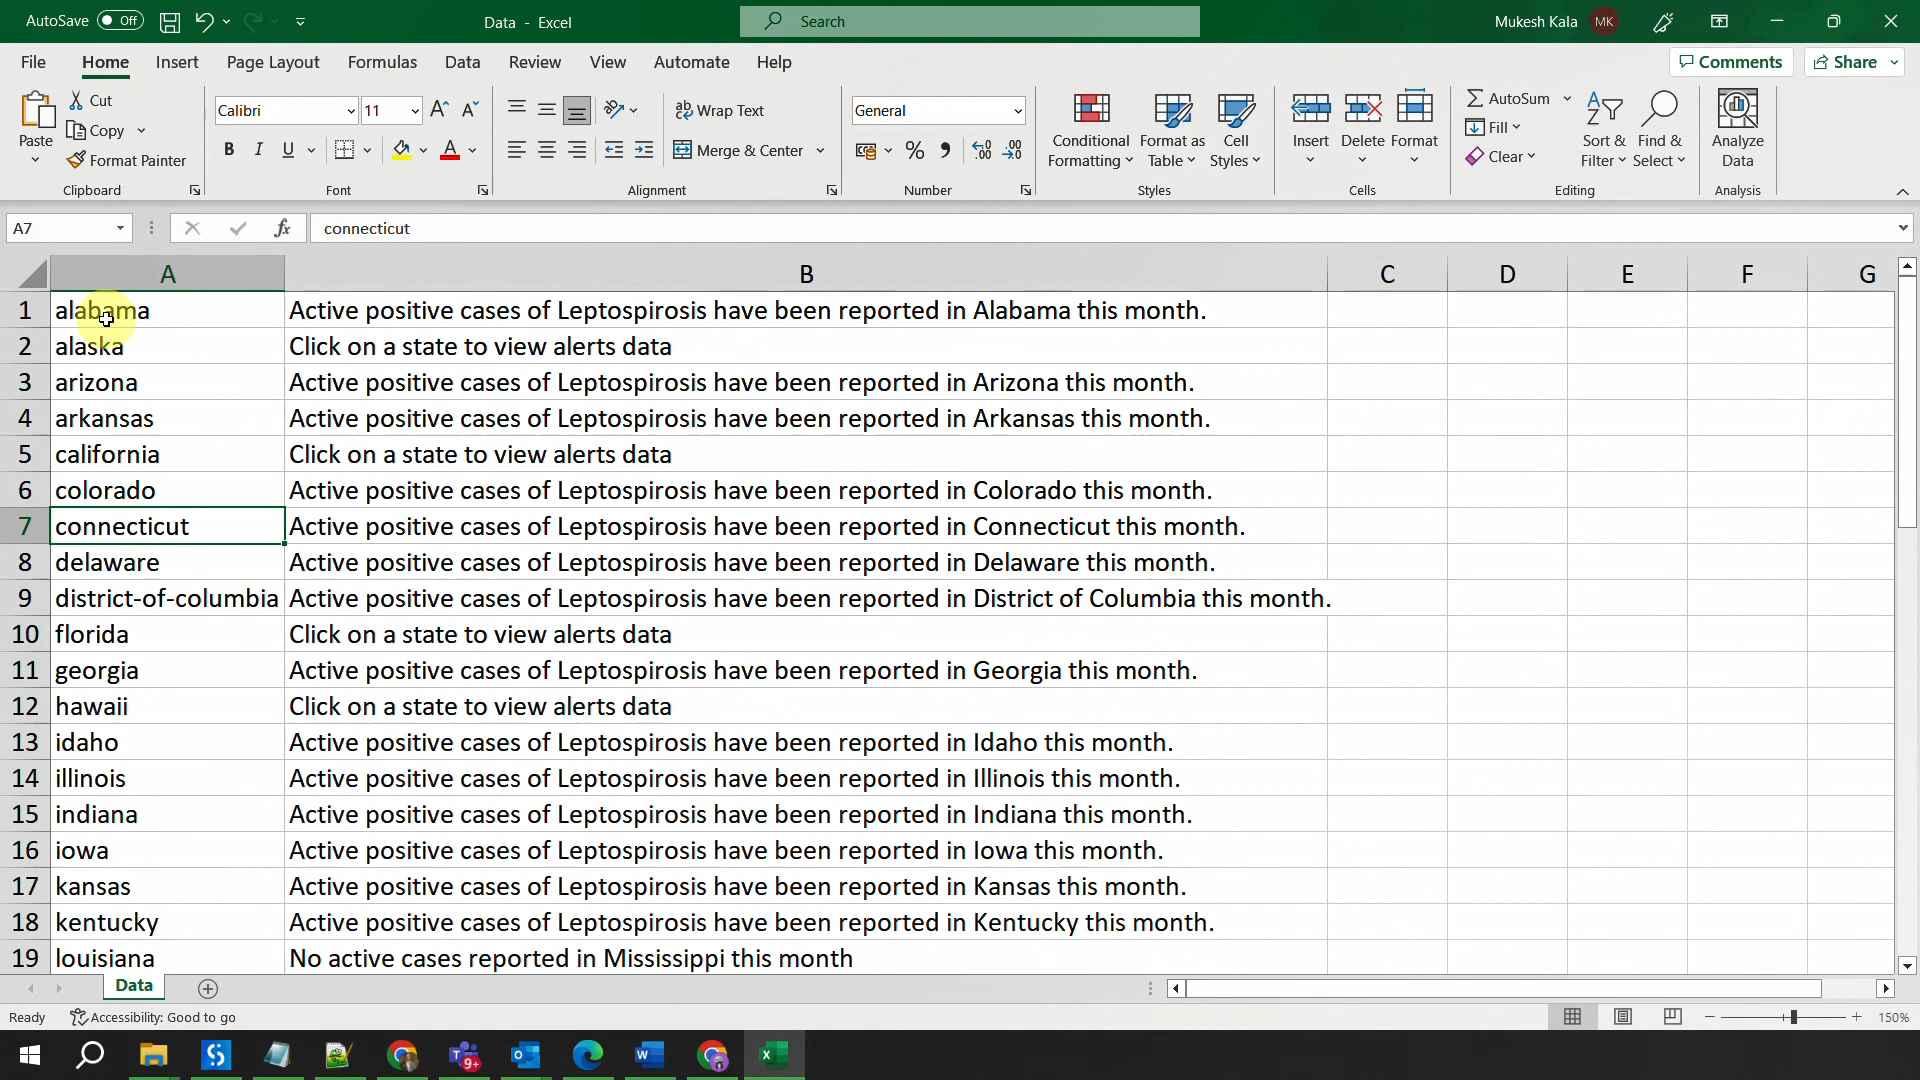 AutoSave Off Data - Excel Search Mukesh Kala MK
File Home Insert Page Layout Formulas Data Review View Automate Help Comments Share
Paste Cut Copy Format Painter Clipboard
Calibri 11 B I U A Font
Wrap Text Merge & Center Alignment
General % Number
Conditional Formatting Format as Table Cell Styles Styles
Insert Delete Format Cells
AutoSum Fill Clear Sort & Filter Find & Select Editing
Analyze Data Analysis
A7 fx connecticut
A B C D E F G
1 alabama Active positive cases of Leptospirosis have been reported in Alabama this month.
2 alaska Click on a state to view alerts data
3 arizona Active positive cases of Leptospirosis have been reported in Arizona this month.
4 arkansas Active positive cases of Leptospirosis have been reported in Arkansas this month.
5 california Click on a state to view alerts data
6 colorado Active positive cases of Leptospirosis have been reported in Colorado this month.
7 connecticut Active positive cases of Leptospirosis have been reported in Connecticut this month.
8 delaware Active positive cases of Leptospirosis have been reported in Delaware this month.
9 district-of-columbia Active positive cases of Leptospirosis have been reported in District of Columbia this month.
10 florida Click on a state to view alerts data
11 georgia Active positive cases of Leptospirosis have been reported in Georgia this month.
12 hawaii Click on a state to view alerts data
13 idaho Active positive cases of Leptospirosis have been reported in Idaho this month.
14 illinois Active positive cases of Leptospirosis have been reported in Illinois this month.
15 indiana Active positive cases of Leptospirosis have been reported in Indiana this month.
16 iowa Active positive cases of Leptospirosis have been reported in Iowa this month.
17 kansas Active positive cases of Leptospirosis have been reported in Kansas this month.
18 kentucky Active positive cases of Leptospirosis have been reported in Kentucky this month.
19 louisiana No active cases reported in Mississippi this month
Data
Ready Accessibility: Good to go 150%
9+